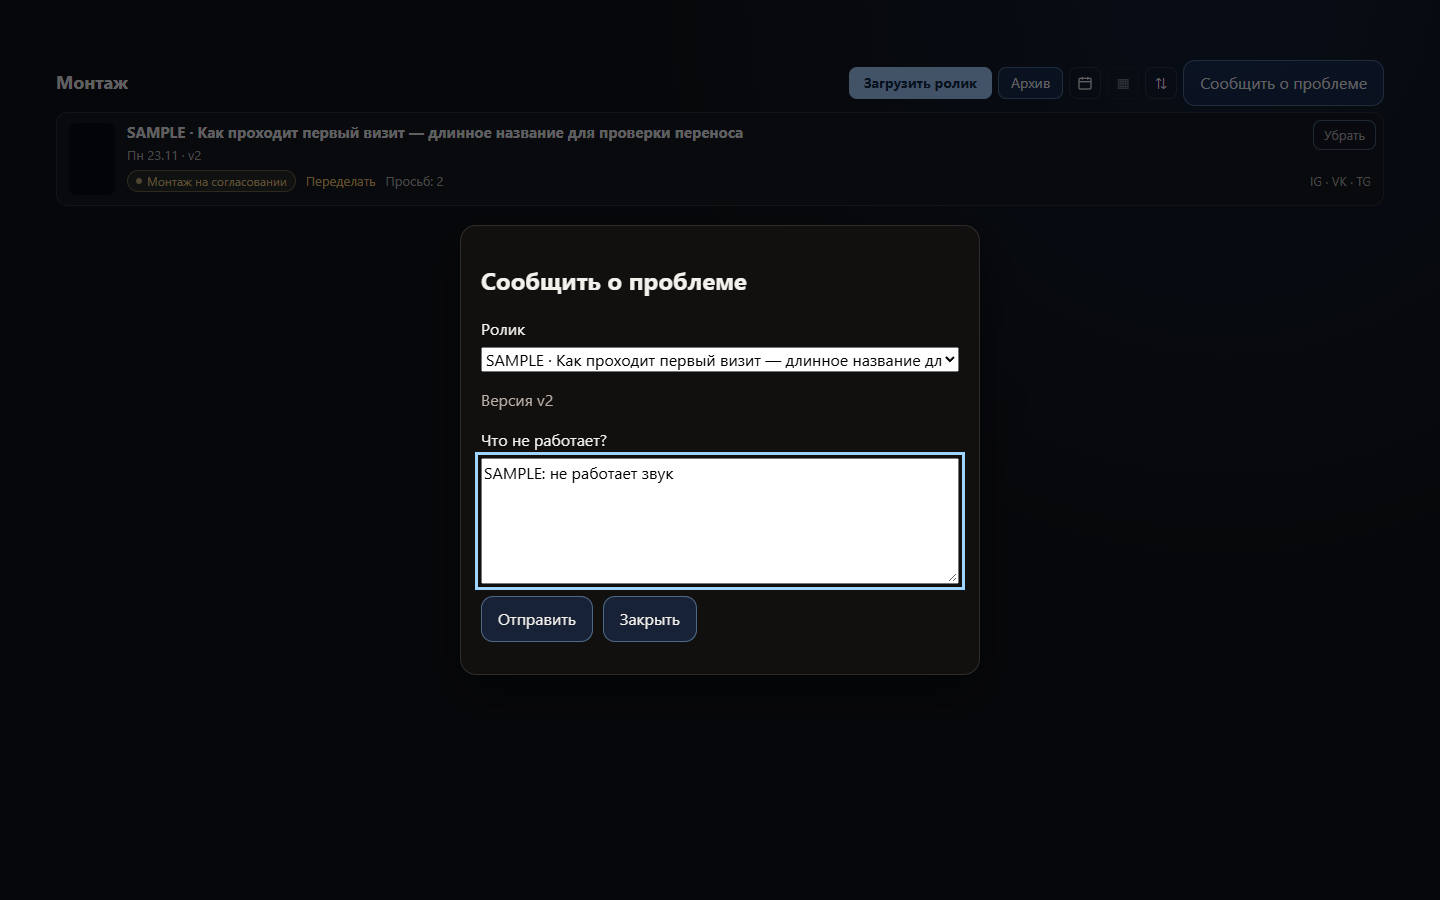 Монтаж
Загрузить ролик
Архив
Сообщить о проблеме
SAMPLE · Как проходит первый визит — длинное название для проверки переноса
Убрать
Пн 23.11 · v2
Монтаж на согласовании
Переделать
Просьб: 2
IG · VK · TG
Сообщить о проблеме
Ролик
SAMPLE · Как проходит первый визит — длинное название дл
Версия v2
Что не работает?
SAMPLE: не работает звук
Отправить
Закрыть